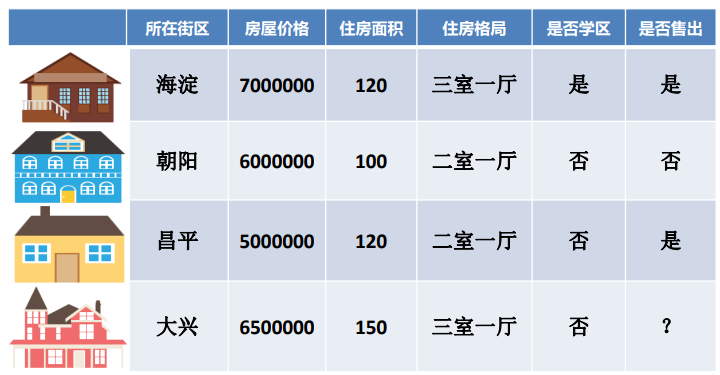 所在街区 房屋价格 住房面积 住房格局 是否学区 是否售出
海淀 7000000 120 三室一厅 是 是
朝阳 6000000 100 二室一厅 否 否
昌平 5000000 120 二室一厅 否 是
大兴 6500000 150 三室一厅 否 ？